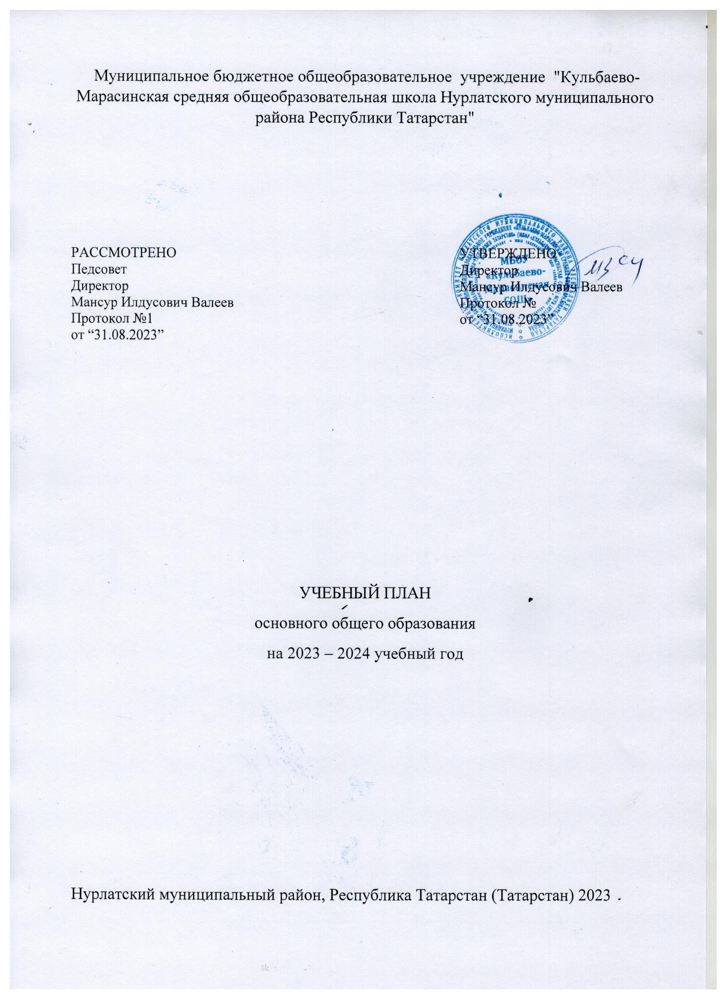 Муниципальное бюджетное общеобразовательное учреждение "Кульбаево-
Марасинская средняя общеобразовательная школа Нурлатского муниципального
района Республики Татарстан"
РАССМОТРЕНО
Педсовет
Директор
Мансур Илдусович Валеев
Протокол №1
от “31.08.2023”
УТВЕРЖДЕНО
Директор
Мансур Илдусович Валеев
Протокол №
от “31.08.2023”
МБОУ
«Кульбаево-
Марасинская
СОШ»
УЧЕБНЫЙ ПЛАН
основного общего образования
на 2023 – 2024 учебный год
Нурлатский муниципальный район, Республика Татарстан (Татарстан) 2023